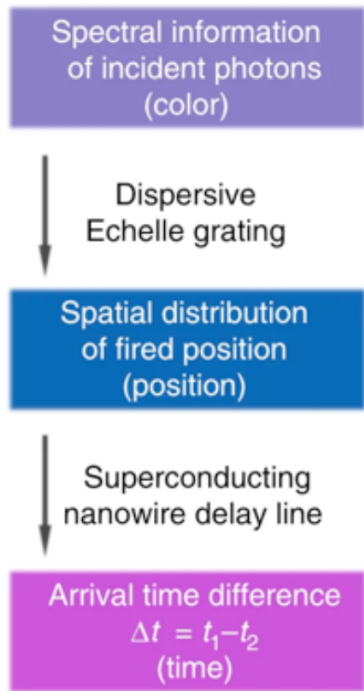 Spectral information
of incident photons
(color)
Dispersive
Echelle grating
Spatial distribution
of fired position
(position)
Superconducting
nanowire delay line
Arrival time difference
Δt = t₁–t₂
(time)